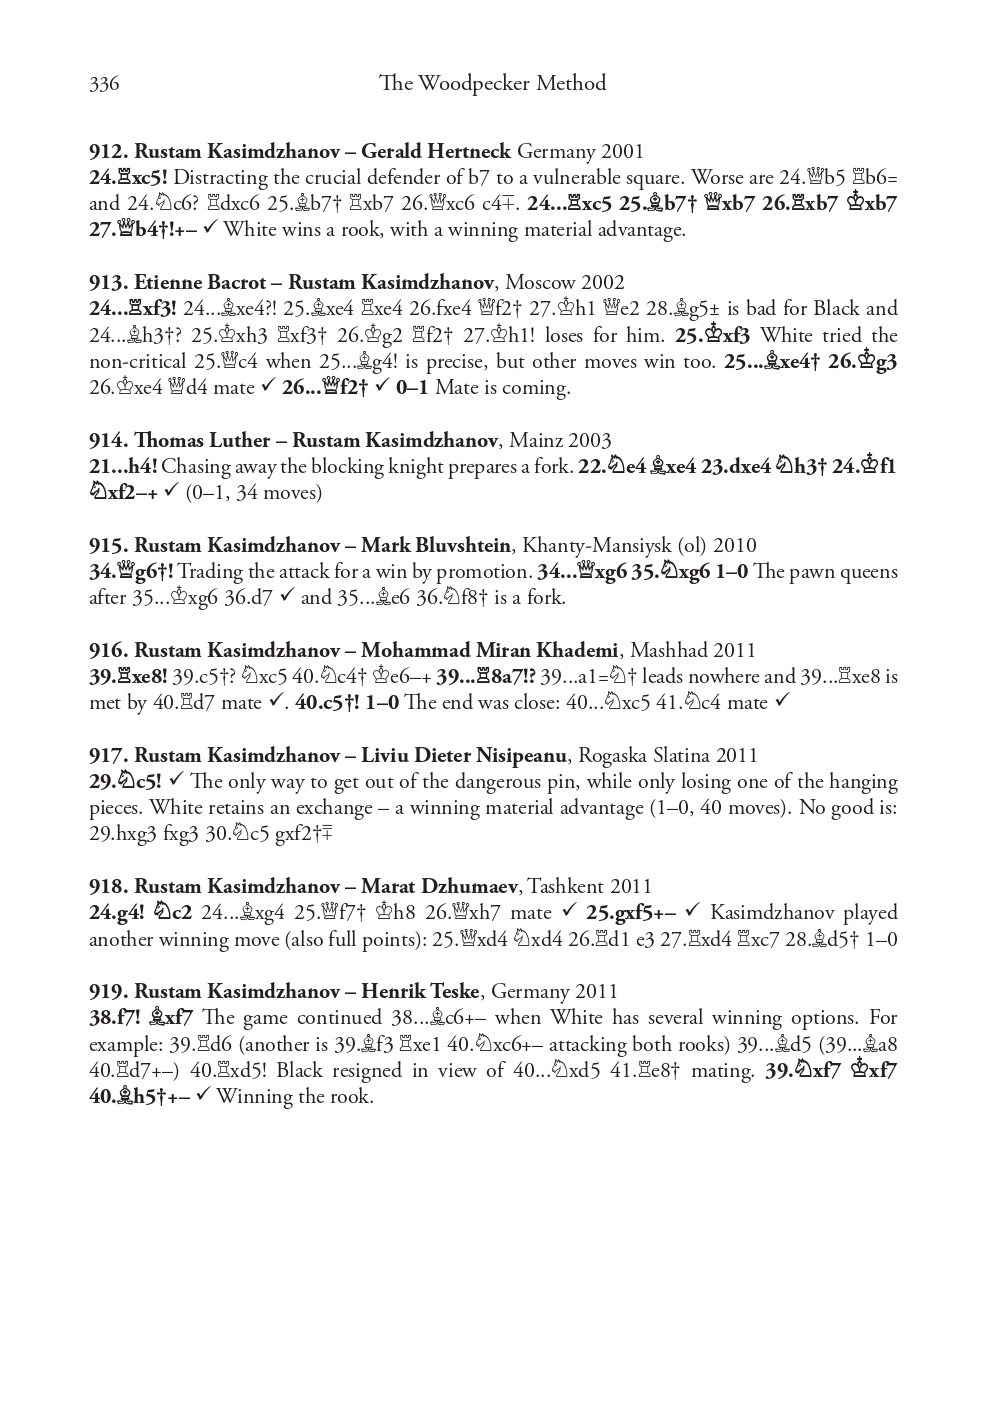 336 The Woodpecker Method
912. Rustam Kasimdzhanov – Gerald Hertneck Germany 2001
24.♖xc5! Distracting the crucial defender of b7 to a vulnerable square. Worse are 24.♕b5 ♖b6=
and 24.♘c6? ♖dxc6 25.♗b7† ♖xb7 26.♕xc6 c4∓. 24...♖xc5 25.♗b7† ♕xb7 26.♖xb7 ♔xb7
27.♕b4†!+– ✓ White wins a rook, with a winning material advantage.
913. Etienne Bacrot – Rustam Kasimdzhanov, Moscow 2002
24...♖xf3! 24...♗xe4?! 25.♗xe4 ♖xe4 26.fxe4 ♕f2† 27.♔h1 ♕e2 28.♗g5± is bad for Black and
24...♗h3†? 25.♔xh3 ♖xf3† 26.♔g2 ♖f2† 27.♔h1! loses for him. 25.♔xf3 White tried the
non-critical 25.♕c4 when 25...♗g4! is precise, but other moves win too. 25...♗xe4† 26.♔g3
26.♔xe4 ♕d4 mate ✓ 26...♕f2† ✓ 0–1 Mate is coming.
914. Thomas Luther – Rustam Kasimdzhanov, Mainz 2003
21...h4! Chasing away the blocking knight prepares a fork. 22.♘e4 ♗xe4 23.dxe4 ♘h3† 24.♔f1
♘xf2–+ ✓ (0–1, 34 moves)
915. Rustam Kasimdzhanov – Mark Bluvshtein, Khanty-Mansiysk (ol) 2010
34.♕g6†! Trading the attack for a win by promotion. 34...♕xg6 35.♘xg6 1–0 The pawn queens
after 35...♔xg6 36.d7 ✓ and 35...♗e6 36.♘f8† is a fork.
916. Rustam Kasimdzhanov – Mohammad Miran Khademi, Mashhad 2011
39.♖xe8! 39.c5†? ♘xc5 40.♘c4† ♔e6–+ 39...♖8a7!? 39...a1=♘† leads nowhere and 39...♖xe8 is
met by 40.♖d7 mate ✓. 40.c5†! 1–0 The end was close: 40...♘xc5 41.♘c4 mate ✓
917. Rustam Kasimdzhanov – Liviu Dieter Nisipeanu, Rogaska Slatina 2011
29.♘c5! ✓ The only way to get out of the dangerous pin, while only losing one of the hanging
pieces. White retains an exchange – a winning material advantage (1–0, 40 moves). No good is:
29.hxg3 fxg3 30.♘c5 gxf2†∓
918. Rustam Kasimdzhanov – Marat Dzhumaev, Tashkent 2011
24.g4! ♘c2 24...♗xg4 25.♕f7† ♔h8 26.♕xh7 mate ✓ 25.gxf5+– ✓ Kasimdzhanov played
another winning move (also full points): 25.♕xd4 ♘xd4 26.♖d1 e3 27.♖xd4 ♖xc7 28.♗d5† 1–0
919. Rustam Kasimdzhanov – Henrik Teske, Germany 2011
38.f7! ♗xf7 The game continued 38...♗c6+– when White has several winning options. For
example: 39.♖d6 (another is 39.♗f3 ♖xe1 40.♘xc6+– attacking both rooks) 39...♗d5 (39...♗a8
40.♖d7+–) 40.♖xd5! Black resigned in view of 40...♘xd5 41.♖e8† mating. 39.♘xf7 ♔xf7
40.♗h5†+– ✓ Winning the rook.